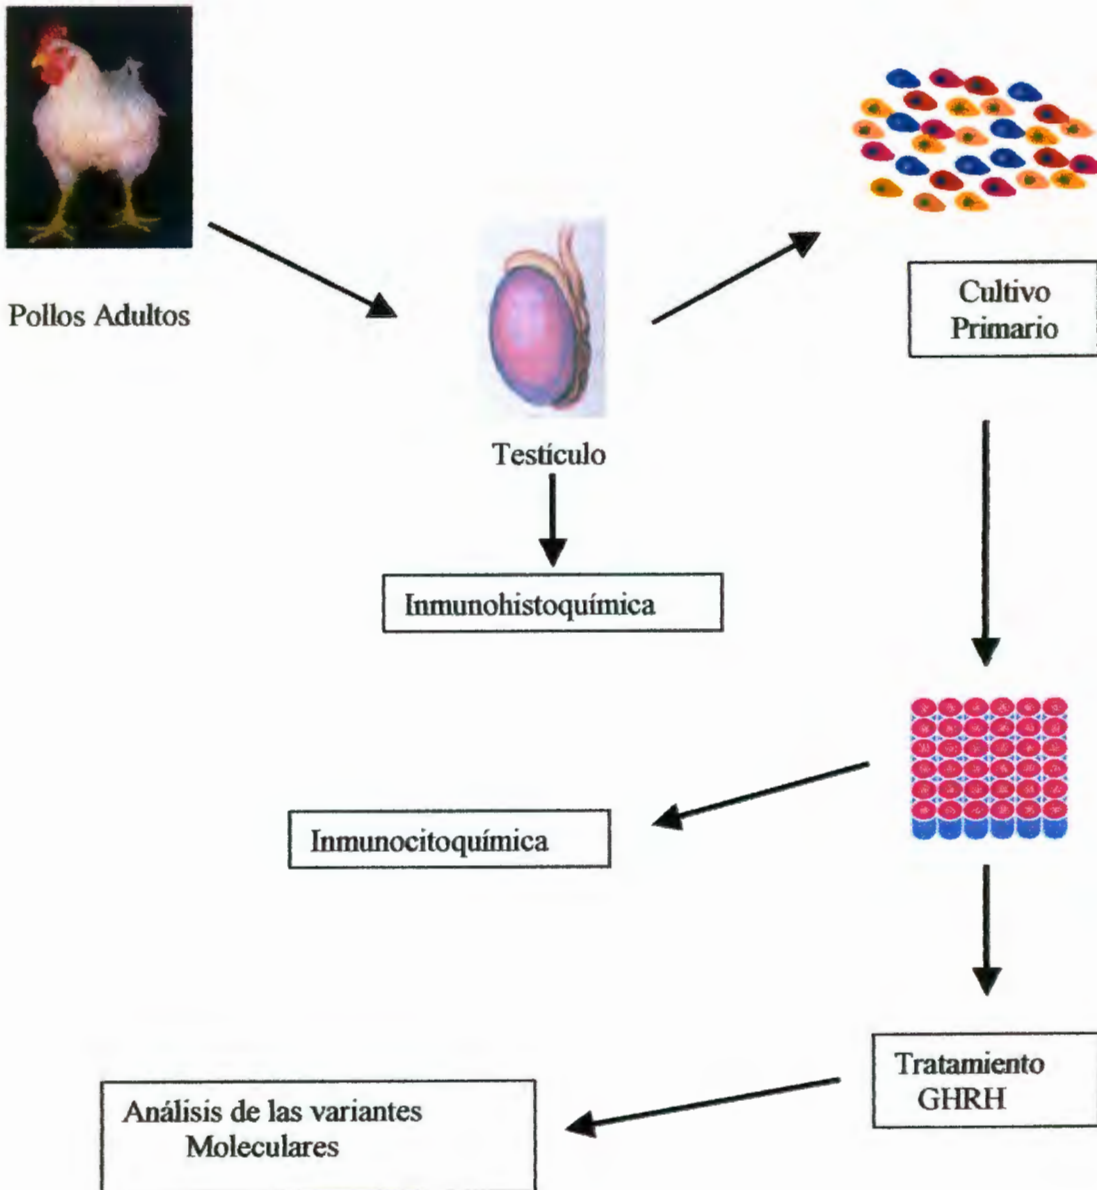 Pollos Adultos
Testículo
Cultivo
Primario
Inmunohistoquímica
Inmunocitoquímica
Tratamiento
GHRH
Análisis de las variantes
Moleculares